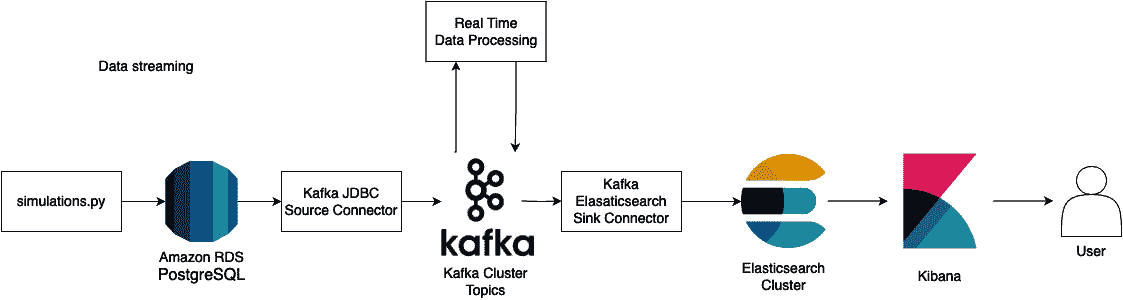 Real Time
Data Processing
Data streaming
simulations.py
Amazon RDS
PostgreSQL
Kafka JDBC
Source Connector
kafka
Kafka Cluster
Topics
Kafka
Elasaticsearch
Sink Connector
Elasticsearch
Cluster
Kibana
User